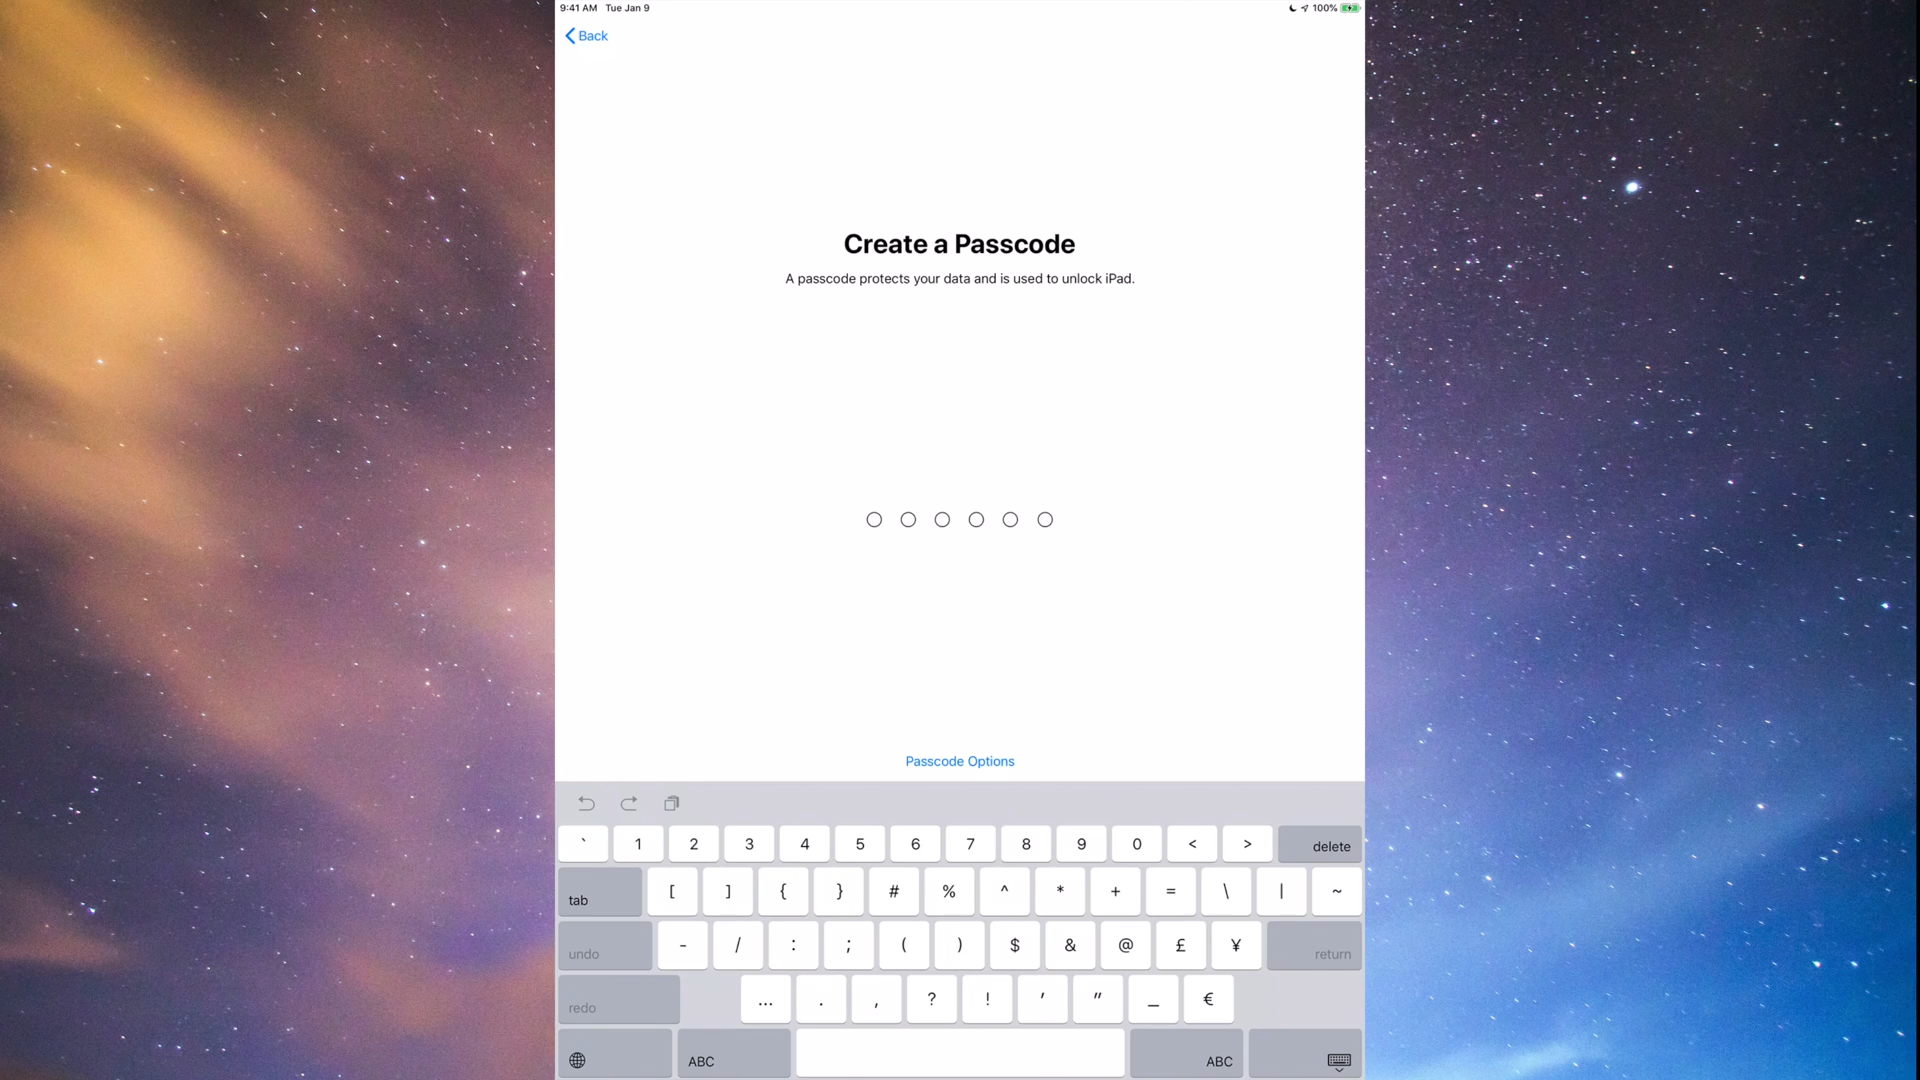 9:41 AM Tue Jan 9
100%
Back
Create a Passcode
A passcode protects your data and is used to unlock iPad.
Passcode Options
` 1 2 3 4 5 6 7 8 9 0 < > delete
tab [ ] { } # % ^ * + = \ | ~
undo - / : ; ( ) $ & @ £ ¥ return
redo … . , ? ! ' " _ €
ABC ABC